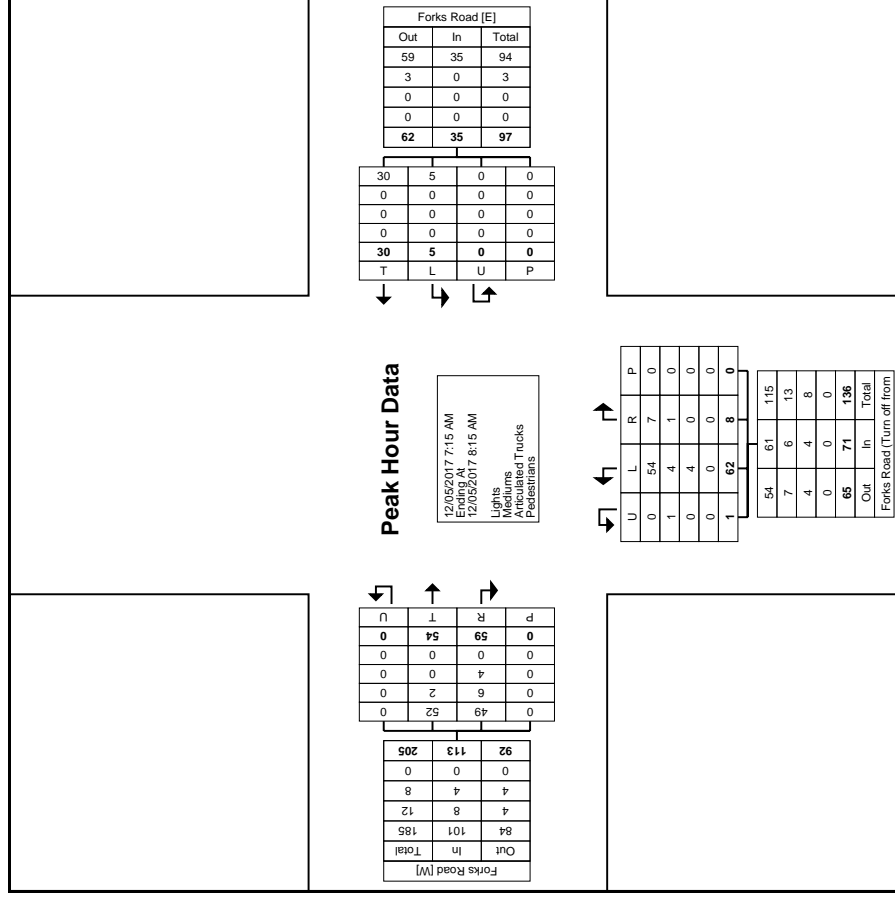 Forks Road [E]
Out In Total
59 35 94
3 0 3
0 0 0
0 0 0
62 35 97
30 5 0 0
0 0 0 0
0 0 0 0
0 0 0 0
30 5 0 0
T L U P
Peak Hour Data
12/05/2017 7:15 AM
Ending At
12/05/2017 8:15 AM
Lights
Mediums
Articulated Trucks
Pedestrians
U L R P
0 54 7 0
1 4 1 0
0 4 0 0
0 0 0 0
1 62 8 0
54 61 115
7 6 13
4 4 8
0 0 0
65 71 136
Out In Total
Forks Road (Turn off from
U T R P
0 54 59 0
0 0 0 0
0 0 4 0
0 2 6 0
0 52 49 0
205 113 92
0 0 0
8 4 4
12 8 4
185 101 84
Total In Out
Forks Road [W]